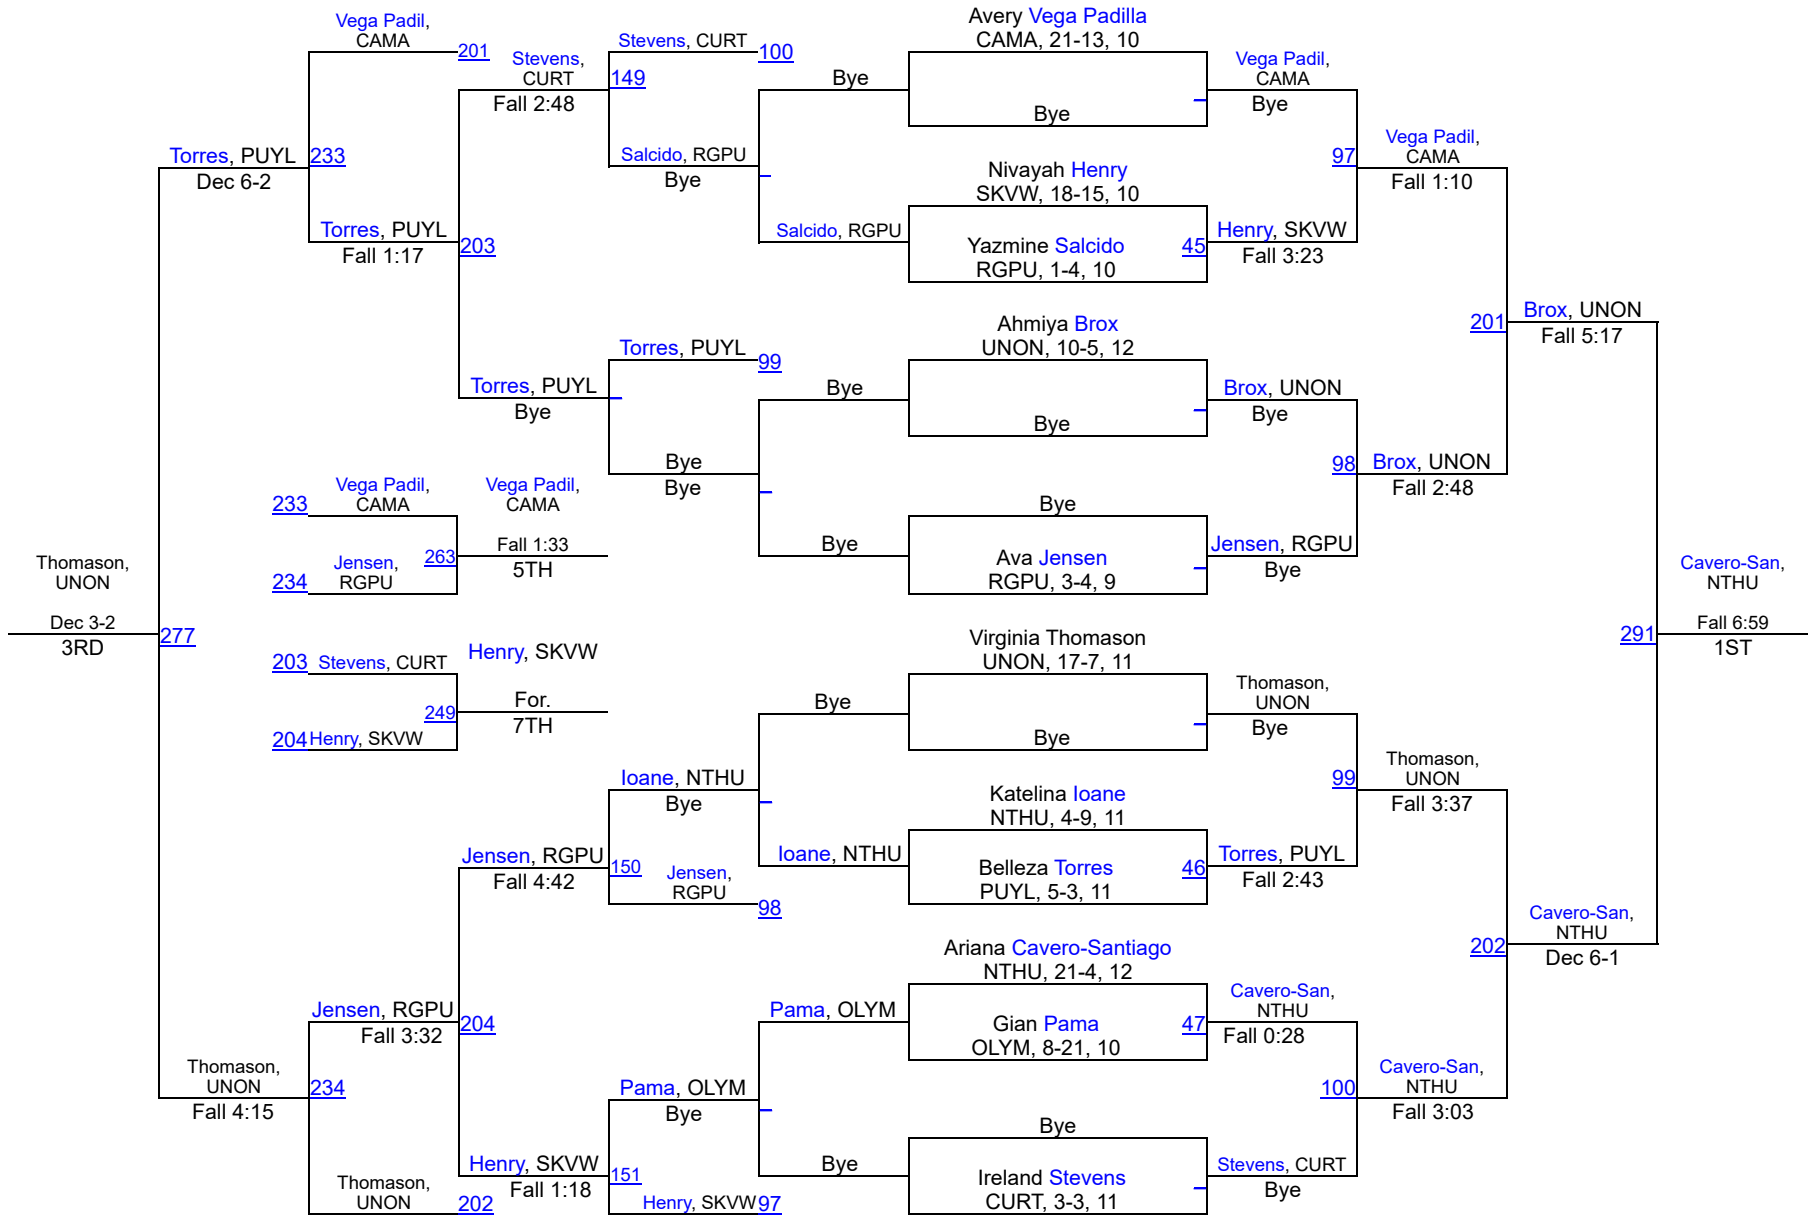 Vega Padil,
CAMA
201
Stevens,
CURT
Fall 2:48
Stevens, CURT
100
149
Bye
Avery Vega Padilla
CAMA, 21-13, 10
Bye
Vega Padil,
CAMA
Bye
Torres, PUYL
Dec 6-2
233
Salcido, RGPU
Bye
Nivayah Henry
SKVW, 18-15, 10
97
Vega Padil,
CAMA
Fall 1:10
Torres, PUYL
Fall 1:17
203
Salcido, RGPU
Yazmine Salcido
RGPU, 1-4, 10
45
Henry, SKVW
Fall 3:23
Torres, PUYL
99
Ahmiya Brox
UNON, 10-5, 12
201
Brox, UNON
Fall 5:17
Torres, PUYL
Bye
Bye
Bye
Brox, UNON
Bye
Bye
Bye
98
Brox, UNON
Fall 2:48
233
Vega Padil,
CAMA
Vega Padil,
CAMA
Bye
234
Jensen,
RGPU
263
Fall 1:33
5TH
Bye
Ava Jensen
RGPU, 3-4, 9
Jensen, RGPU
Bye
Thomason,
UNON
Dec 3-2
3RD
277
Cavero-San,
NTHU
291
Fall 6:59
1ST
203
Stevens, CURT
Henry, SKVW
Virginia Thomason
UNON, 17-7, 11
249
For.
7TH
Bye
Bye
Thomason,
UNON
Bye
204
Henry, SKVW
Ioane, NTHU
Bye
Katelina Ioane
NTHU, 4-9, 11
99
Thomason,
UNON
Fall 3:37
Jensen, RGPU
Fall 4:42
150
Jensen,
RGPU
98
Ioane, NTHU
Belleza Torres
PUYL, 5-3, 11
46
Torres, PUYL
Fall 2:43
Ariana Cavero-Santiago
NTHU, 21-4, 12
202
Cavero-San,
NTHU
Dec 6-1
Jensen, RGPU
Fall 3:32
204
Pama, OLYM
Gian Pama
OLYM, 8-21, 10
47
Cavero-San,
NTHU
Fall 0:28
Thomason,
UNON
Fall 4:15
234
Pama, OLYM
Bye
100
Cavero-San,
NTHU
Fall 3:03
Bye
Henry, SKVW
Fall 1:18
151
Bye
Ireland Stevens
CURT, 3-3, 11
Stevens, CURT
Bye
Thomason,
UNON
202
Henry, SKVW
97